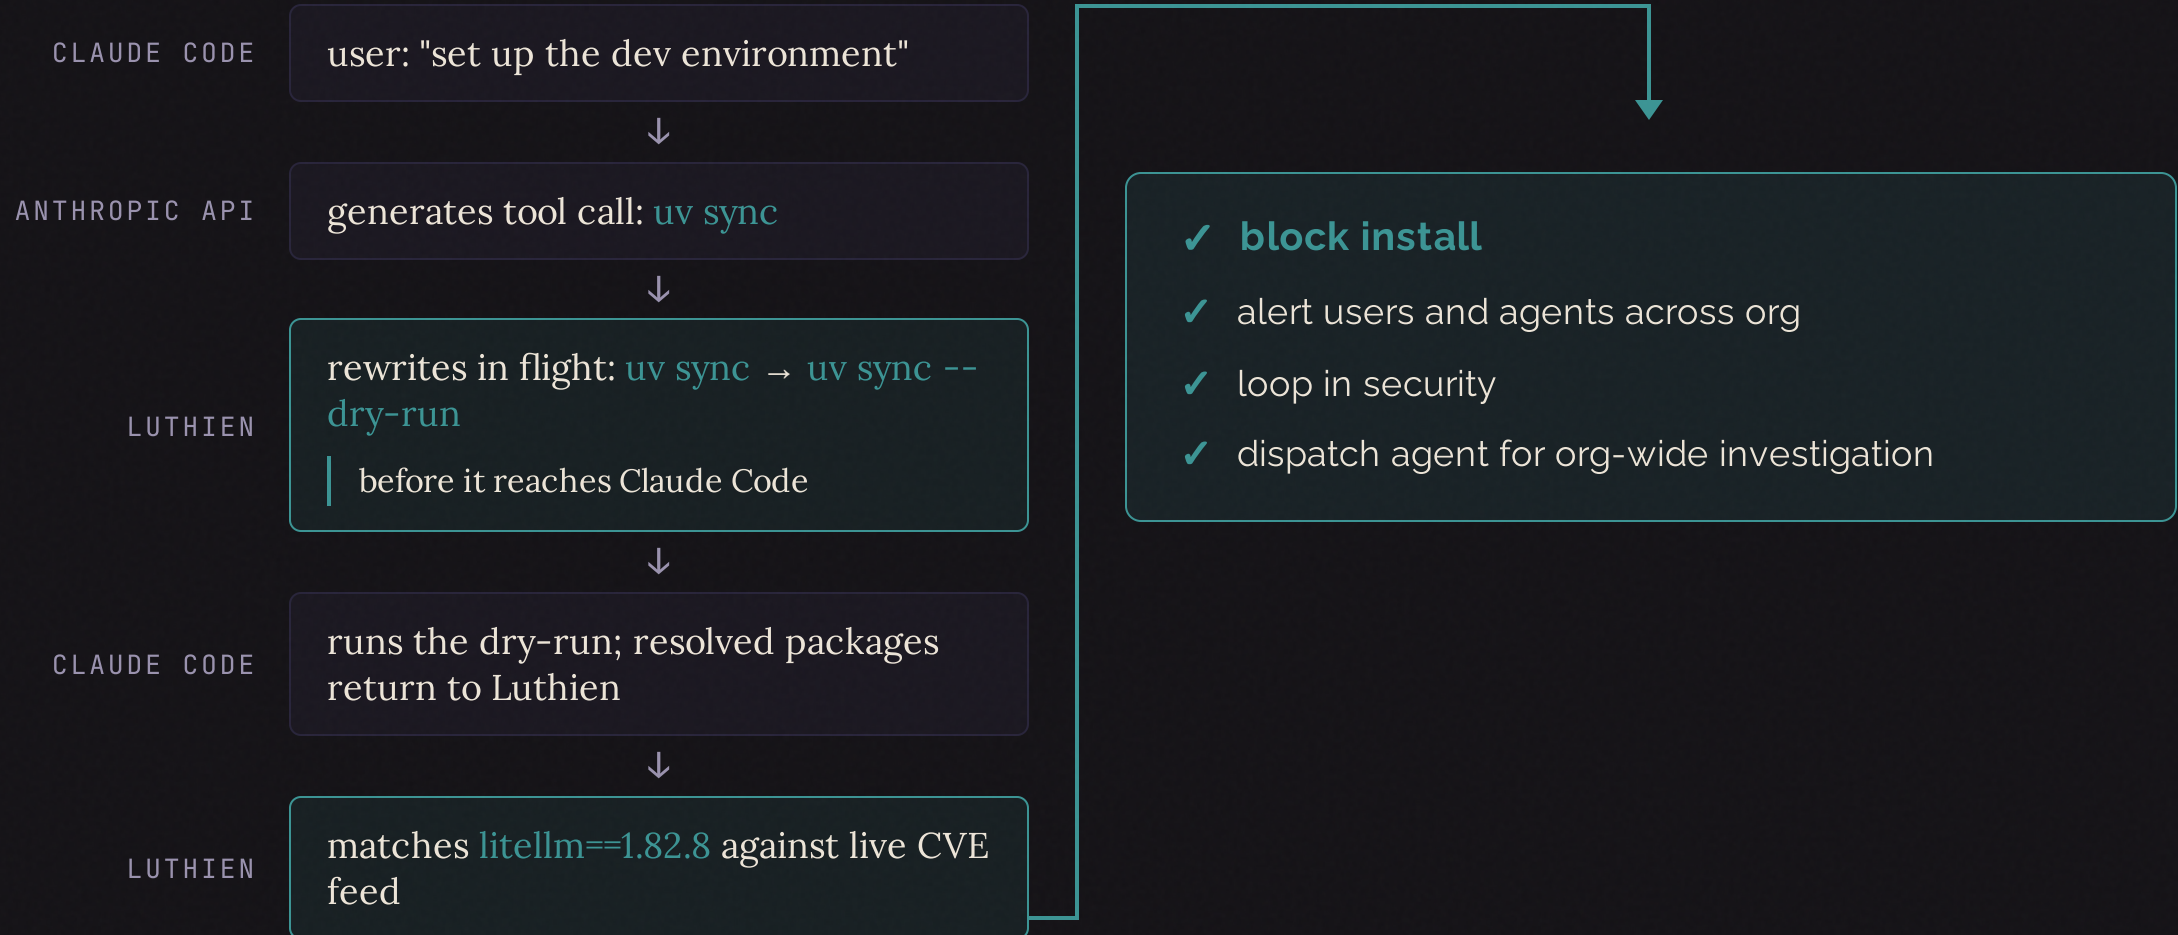 CLAUDE CODE
user: "set up the dev environment"
↓
ANTHROPIC API
generates tool call: uv sync
↓
LUTHIEN
rewrites in flight: uv sync → uv sync --
dry-run
before it reaches Claude Code
↓
CLAUDE CODE
runs the dry-run; resolved packages
return to Luthien
↓
LUTHIEN
matches litellm==1.82.8 against live CVE
feed
✓ block install
✓ alert users and agents across org
✓ loop in security
✓ dispatch agent for org-wide investigation